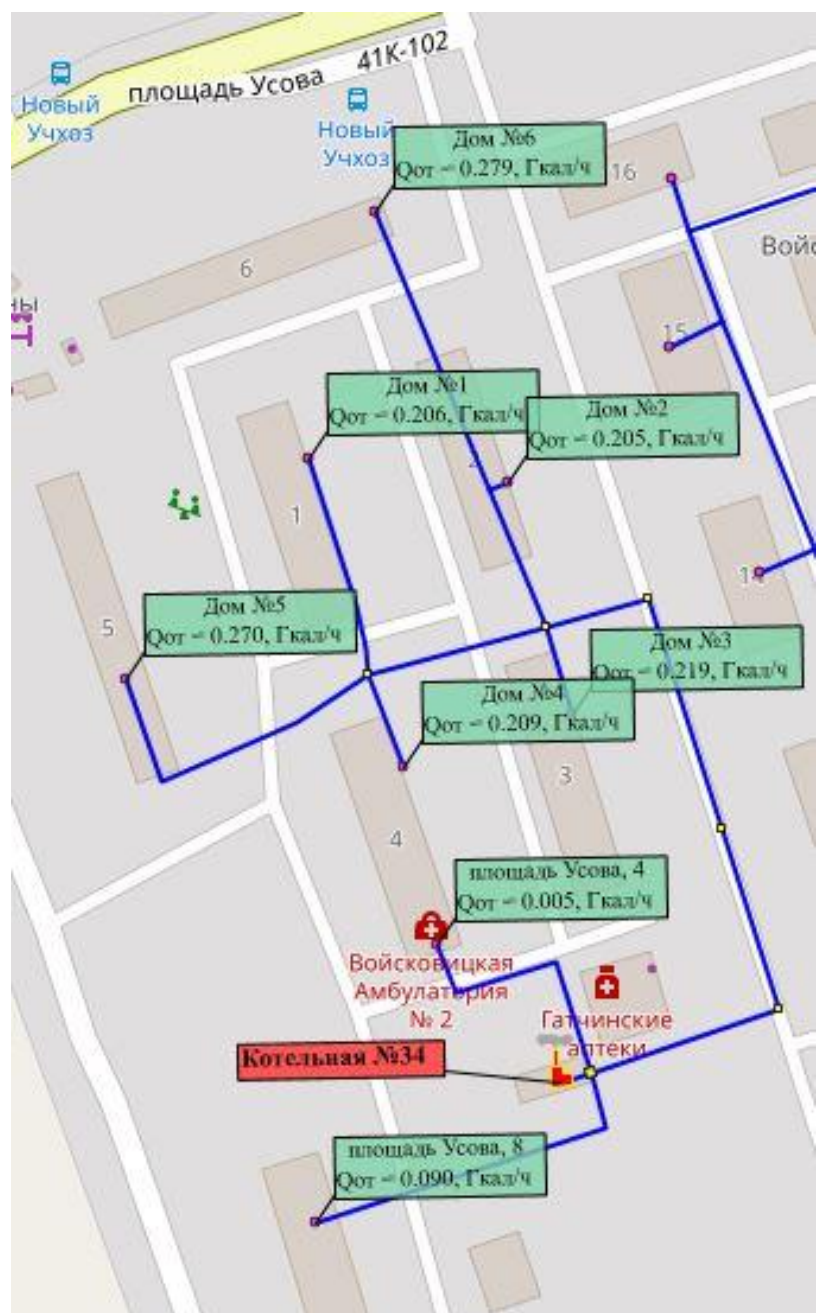 41К-102
площадь Усова
Новый
Учхоз
Новый
Учхоз
Дом №6
Qот = 0.279, Гкал/ч
16
6
Войс
ны
15
Дом №1
Qот = 0.206, Гкал/ч
Дом №2
Qот = 0.205, Гкал/ч
2
1
14
Дом №5
Qот = 0.270, Гкал/ч
5
Дом №3
Qот = 0.219, Гкал/ч
Дом №4
Qот = 0.209, Гкал/ч
3
4
площадь Усова, 4
Qот = 0.005, Гкал/ч
Войсковицкая
Амбулатория
№ 2
Гатчинские
аптеки
Котельная №34
площадь Усова, 8
Qот = 0.090, Гкал/ч